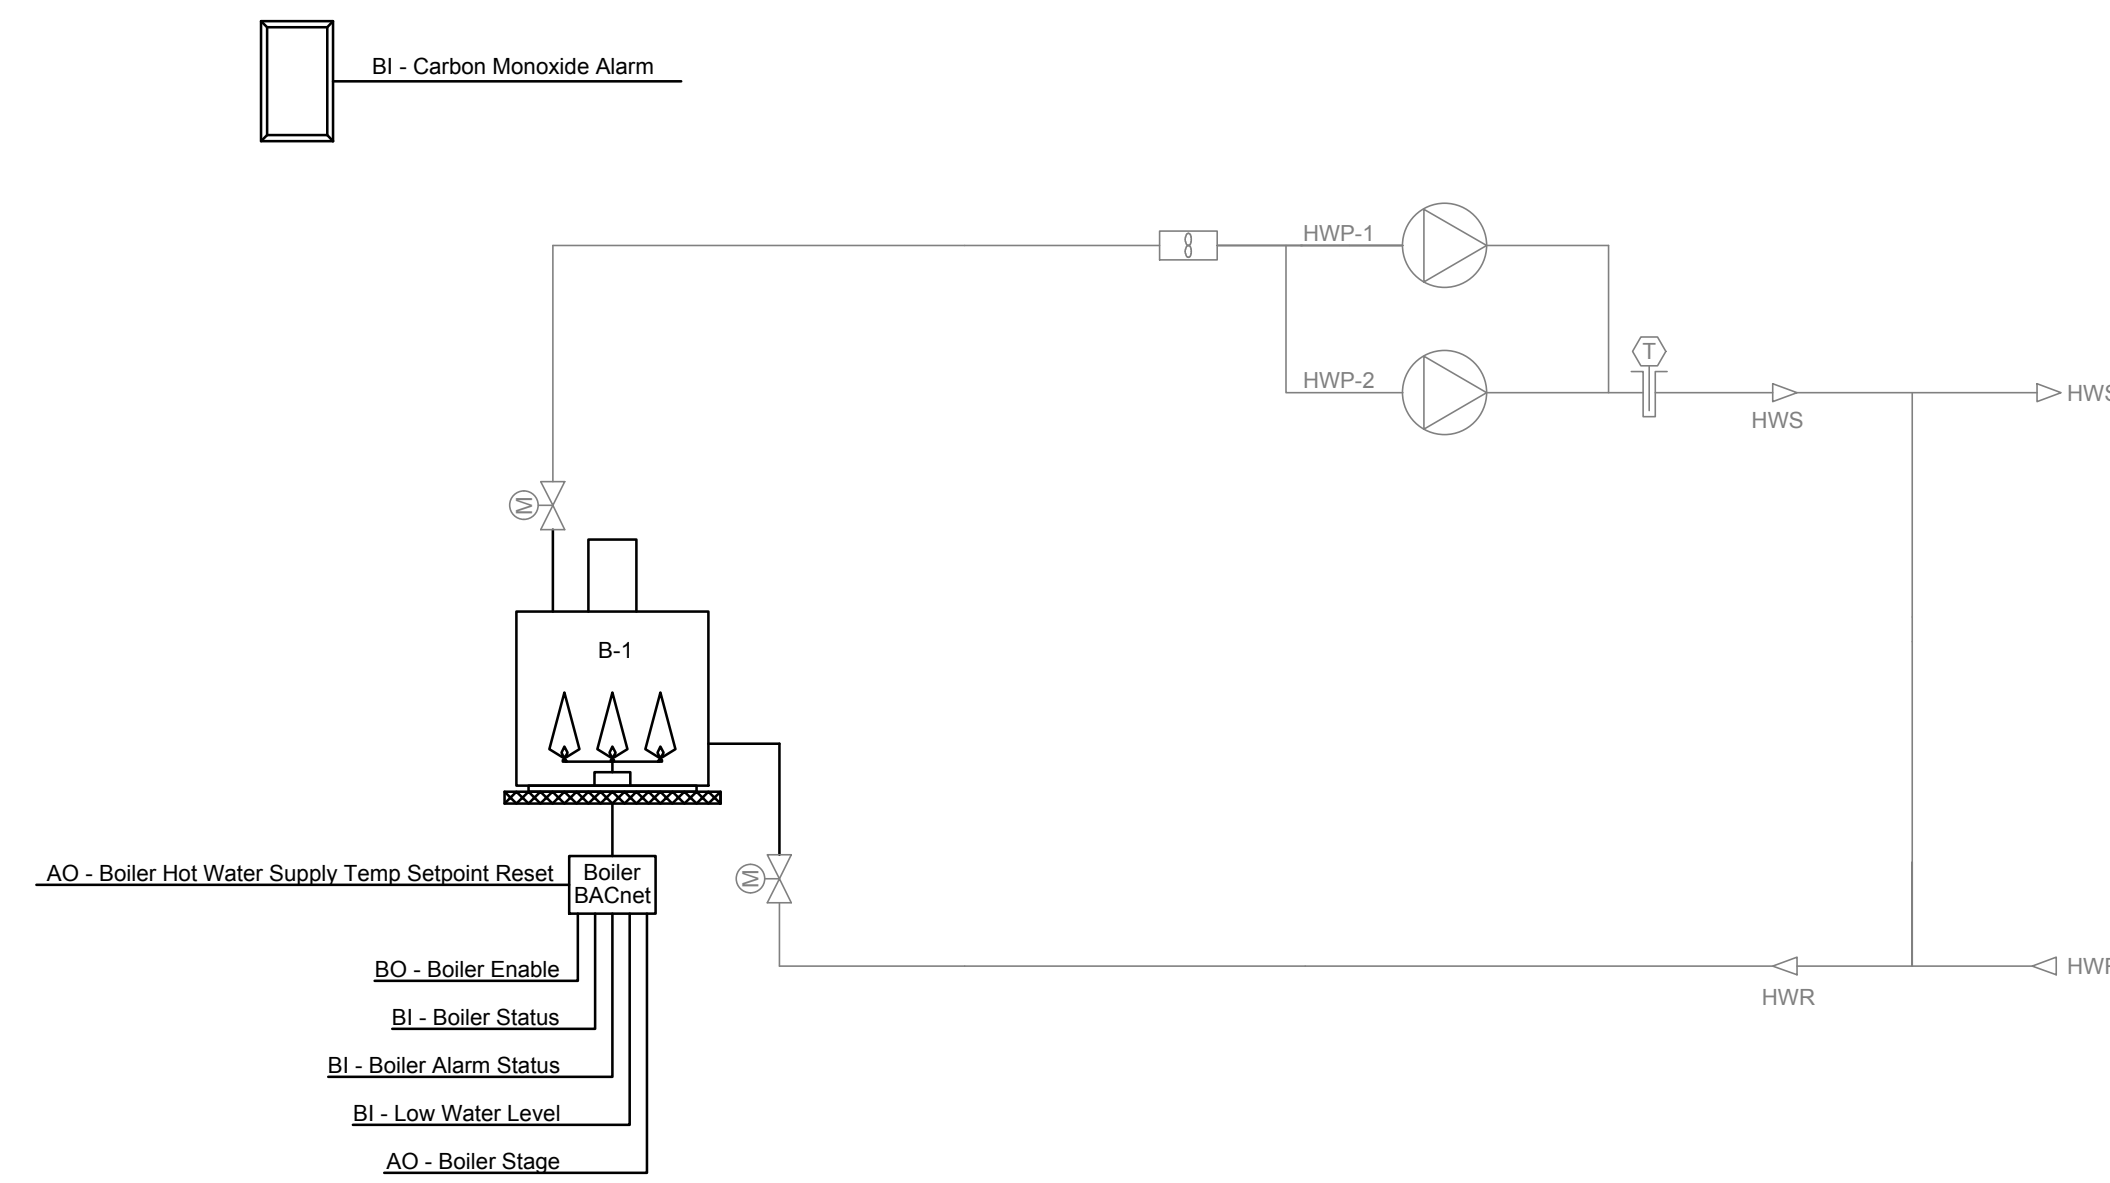 BI - Carbon Monoxide Alarm
HWP-1
HWP-2
T
HWS
HWS
M
B-1
AO - Boiler Hot Water Supply Temp Setpoint Reset
Boiler
BACnet
M
BO - Boiler Enable
HWR
BI - Boiler Status
BI - Boiler Alarm Status
BI - Low Water Level
AO - Boiler Stage